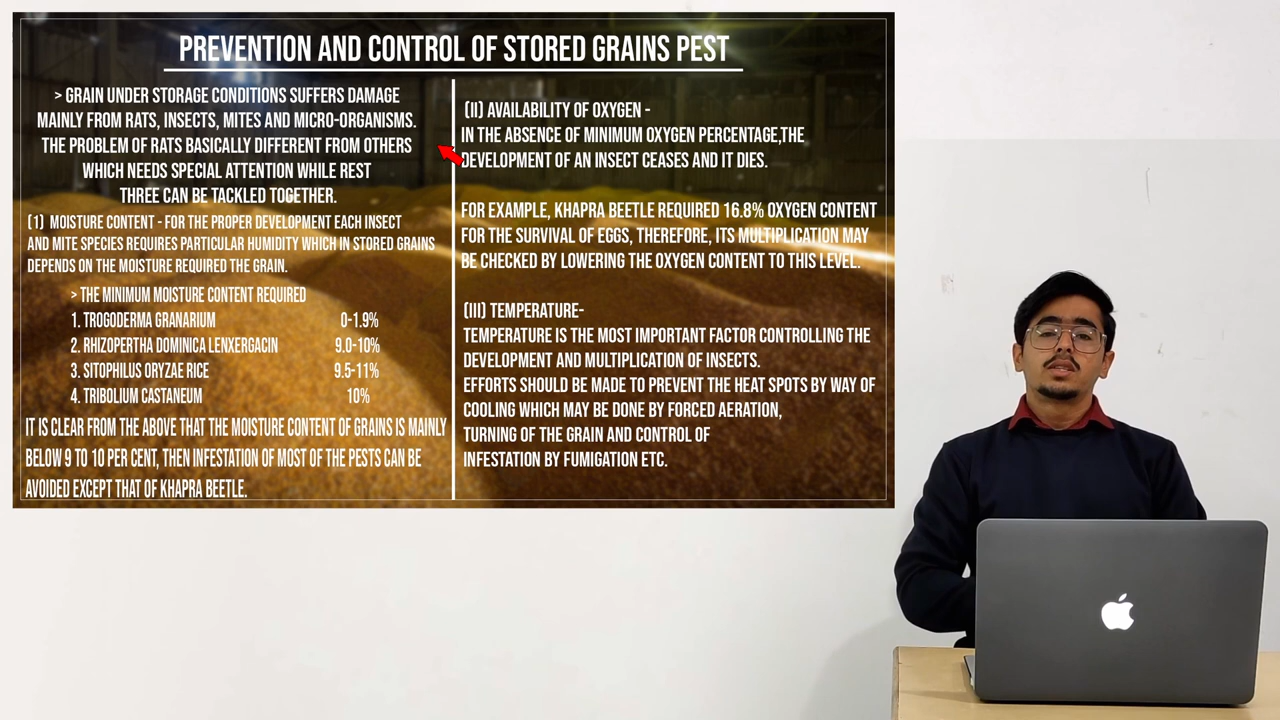 PREVENTION AND CONTROL OF STORED GRAINS PEST
> GRAIN UNDER STORAGE CONDITIONS SUFFERS DAMAGE
MAINLY FROM RATS, INSECTS, MITES AND MICRO-ORGANISMS.
THE PROBLEM OF RATS BASICALLY DIFFERENT FROM OTHERS
WHICH NEEDS SPECIAL ATTENTION WHILE REST
THREE CAN BE TACKLED TOGETHER.
(1) MOISTURE CONTENT - FOR THE PROPER DEVELOPMENT EACH INSECT
AND MITE SPECIES REQUIRES PARTICULAR HUMIDITY WHICH IN STORED GRAINS
DEPENDS ON THE MOISTURE REQUIRED THE GRAIN.
> THE MINIMUM MOISTURE CONTENT REQUIRED
1. TROGODERMA GRANARIUM 0-1.9%
2. RHIZOPERTHA DOMINICA LENXERGACIN 9.0-10%
3. SITOPHILUS ORYZAE RICE 9.5-11%
4. TRIBOLIUM CASTANEUM 10%
IT IS CLEAR FROM THE ABOVE THAT THE MOISTURE CONTENT OF GRAINS IS MAINLY
BELOW 9 TO 10 PER CENT, THEN INFESTATION OF MOST OF THE PESTS CAN BE
AVOIDED EXCEPT THAT OF KHAPRA BEETLE.
(II) AVAILABILITY OF OXYGEN -
IN THE ABSENCE OF MINIMUM OXYGEN PERCENTAGE,THE
DEVELOPMENT OF AN INSECT CEASES AND IT DIES.
FOR EXAMPLE, KHAPRA BEETLE REQUIRED 16.8% OXYGEN CONTENT
FOR THE SURVIVAL OF EGGS, THEREFORE, ITS MULTIPLICATION MAY
BE CHECKED BY LOWERING THE OXYGEN CONTENT TO THIS LEVEL.
(III) TEMPERATURE-
TEMPERATURE IS THE MOST IMPORTANT FACTOR CONTROLLING THE
DEVELOPMENT AND MULTIPLICATION OF INSECTS.
EFFORTS SHOULD BE MADE TO PREVENT THE HEAT SPOTS BY WAY OF
COOLING WHICH MAY BE DONE BY FORCED AERATION,
TURNING OF THE GRAIN AND CONTROL OF
INFESTATION BY FUMIGATION ETC.